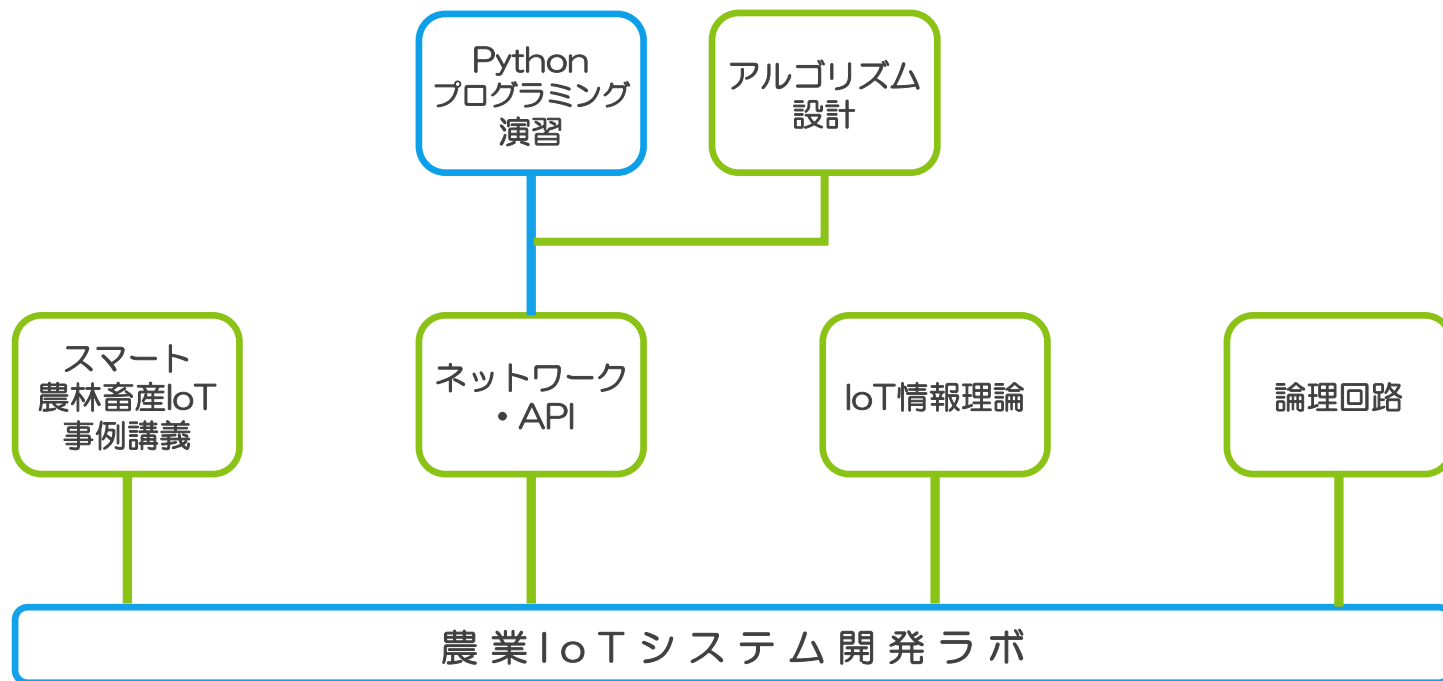 Python
プログラミング
演習
アルゴリズム
設計
スマート
農林畜産IoT
事例講義
ネットワーク
・API
IoT情報理論
論理回路
農業IoTシステム開発ラボ